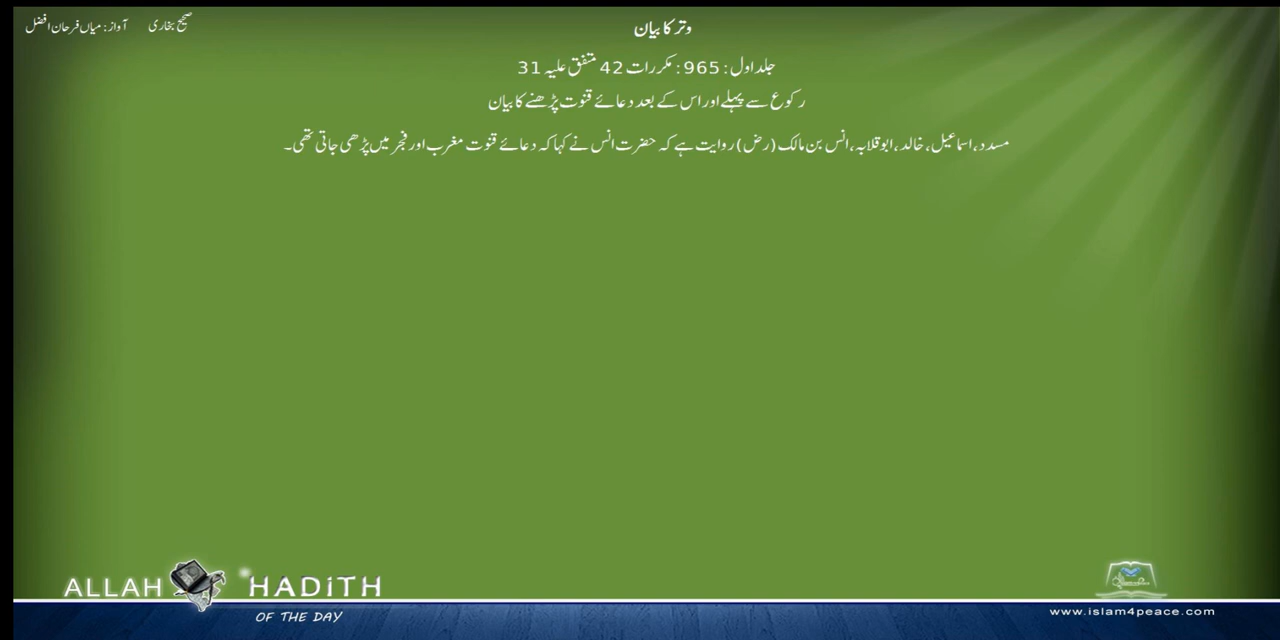 صحیح بخاری
آواز: میاں فرحان افضل
وتر کا بیان
جلد اول: 965: مکررات 42 متفق علیہ 31
رکوع سے پہلے اور اس کے بعد دعائے قنوت پڑھنے کا بیان
مسدد، اسماعیل، خالد، ابوقلابہ، انس بن مالک (رض) روایت ہے کہ حضرت انس نے کہا کہ دعائے قنوت مغرب اور فجر میں پڑھی جاتی تھی۔
ALLAH HADiTH
OF THE DAY
www.islam4peace.com